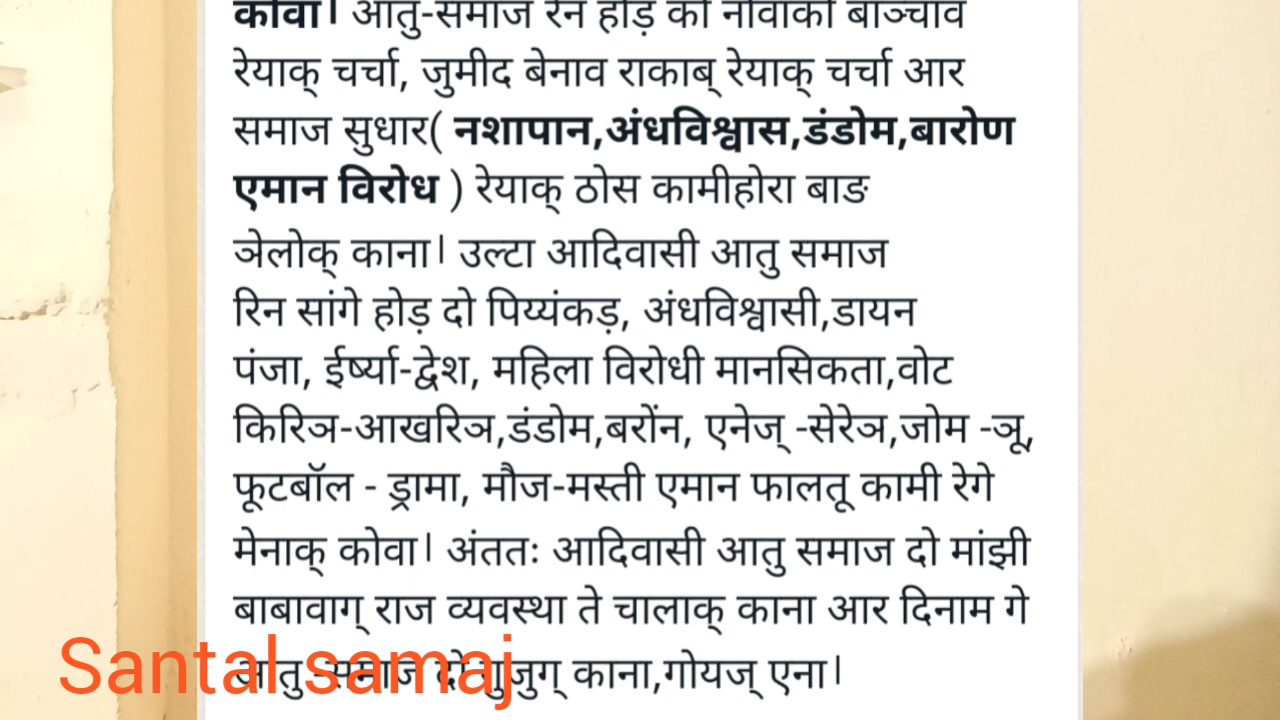 कोवा। आतु-समाज रेन होड़ को नावाकी बाञ्चाव
रेयाक् चर्चा, जुमीद बेनाव राकाब् रेयाक् चर्चा आर
समाज सुधार( नशापान,अंधविश्वास,डंडोम,बारोण
एमान विरोध ) रेयाक् ठोस कामीहोरा बाङ
ञेलोक् काना। उल्टा आदिवासी आतु समाज
रिन सांगे होड़ दो पिय्यंकड़, अंधविश्वासी,डायन
पंजा, ईर्ष्या-द्वेश, महिला विरोधी मानसिकता,वोट
किरिञ-आखरिञ,डंडोम,बरोंन, एनेज् -सेरेञ,जोम -ञू,
फूटबॉल - ड्रामा, मौज-मस्ती एमान फालतू कामी रेगे
मेनाक् कोवा। अंततः आदिवासी आतु समाज दो मांझी
बाबावाग् राज व्यवस्था ते चालाक् काना आर दिनाम गे
आतु -समाज दो गुजुग् काना,गोयज् एना।
Santal samaj